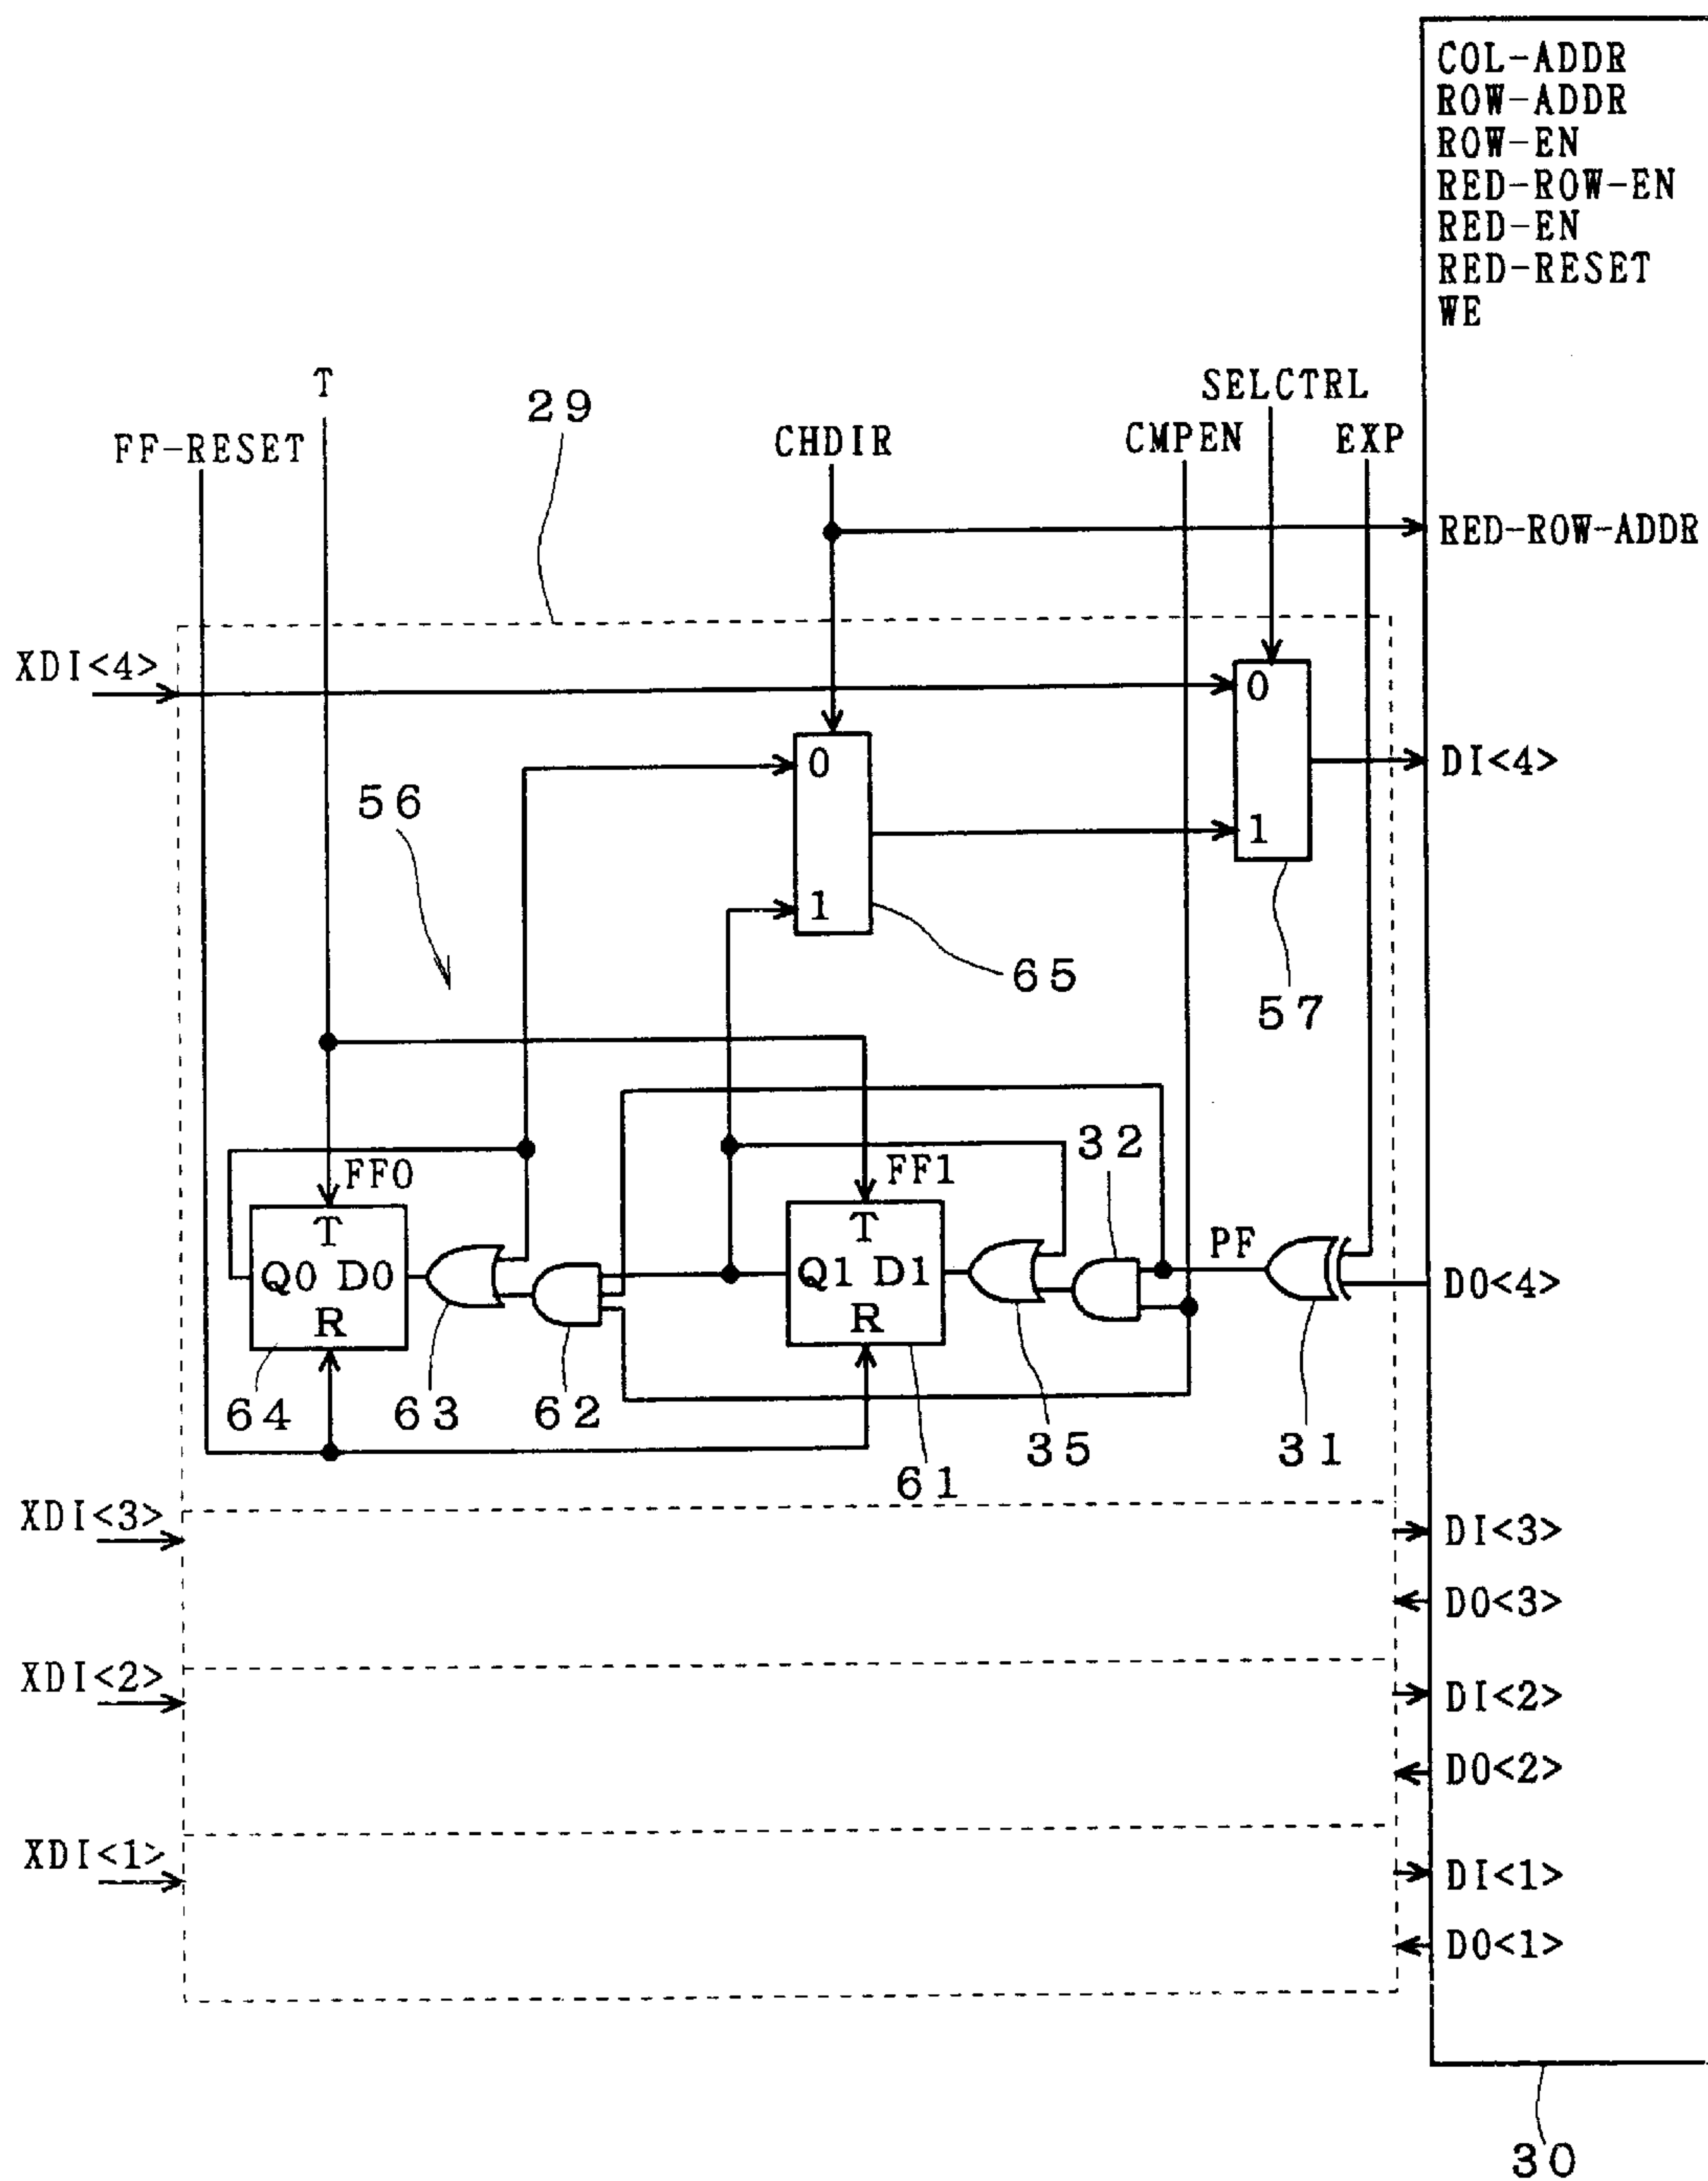 COL-ADDR
ROW-ADDR
ROW-EN
RED-ROW-EN
RED-EN
RED-RESET
WE
T
29
SELCTRL
FF-RESET
CHDIR
CMPEN
EXP
RED-ROW-ADDR
XDI<4>
0
0
DI<4>
56
1
1
65
57
32
FF0
FF1
T
T
PF
Q0 D0
Q1 D1
DO<4>
R
R
64
63
62
61
35
31
XDI<3>
DI<3>
DO<3>
XDI<2>
DI<2>
DO<2>
XDI<1>
DI<1>
DO<1>
30